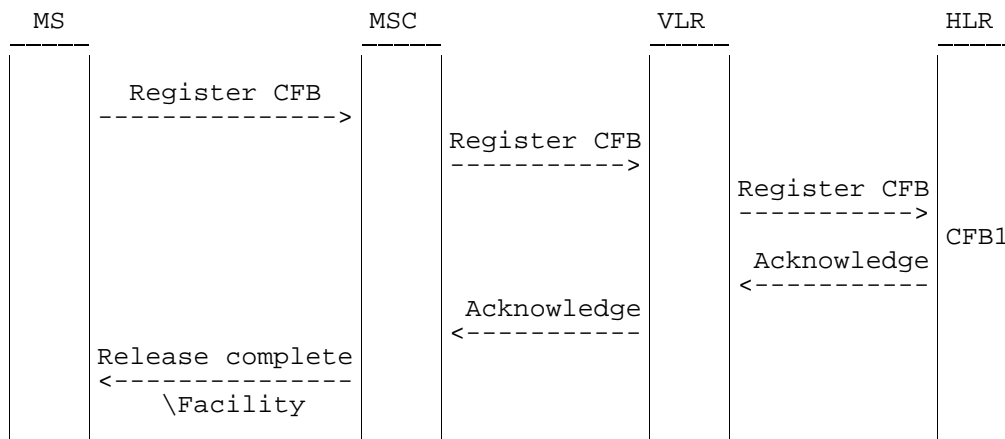 MS MSC VLR HLR
Register CFB
--------------->
Register CFB
----------->
Register CFB
----------->
CFB1
Acknowledge
<-----------
Acknowledge
<-----------
Release complete
<---------------
\Facility